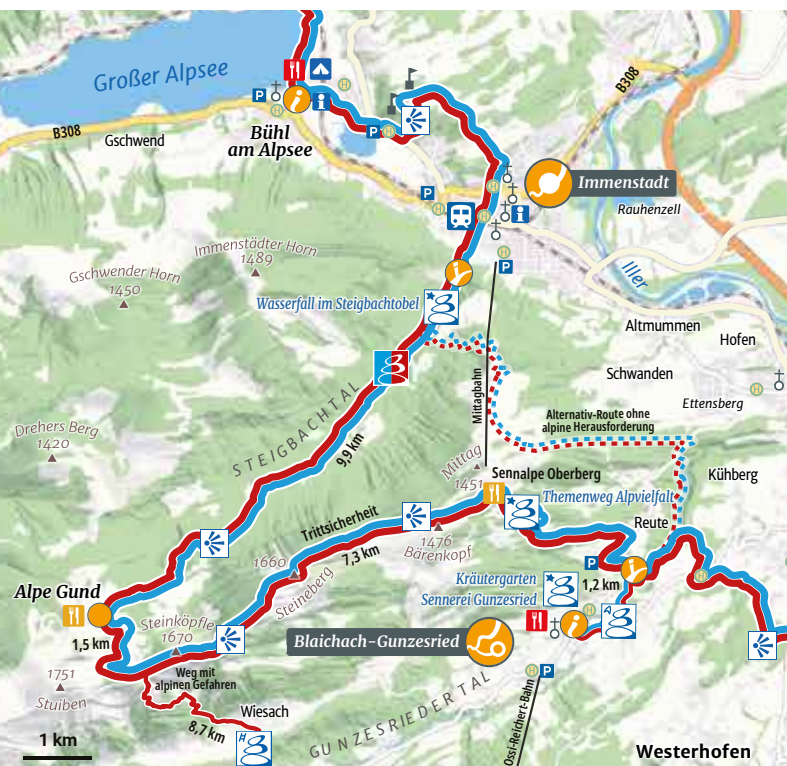 Großer Alpsee
B308
P
i
i
Bühl
am Alpsee
H
H
P
H
B308
Gschwend
P
H
H
H
i
Immenstadt
Rauhenzell
H
P
Iller
Immenstädter Horn
1489
Gschwender Horn
1450
Wasserfall im Steigbachtobel
Altmummen
Hofen
Schwanden
Ettensberg
H
Mittagbahn
Alternativ-Route ohne
alpine Herausforderung
Drehers Berg
1420
STEIGBACHTAL
9,9 km
Mittag
1451
Sennalpe Oberberg
Themenweg Alpvielfalt
Kühberg
Reute
Trittsicherheit
7,3 km
1476
Bärenkopf
1660
Steineberg
Alpe Gund
1,5 km
Steinköpfle
1670
P
1,2 km
H
Kräutergarten
Sennerei Gunzesried
H
A
i
Blaichach-Gunzesried
1751
Stuiben
Weg mit
alpinen Gefahren
Wiesach
8,7 km
H
GUNZESRIEDER TAL
H
P
Ossi-Reichert-Bahn
1 km
Westerhofen